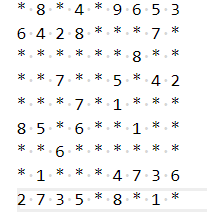 * 8 * 4 * 9 6 5 3
6 4 2 8 * * * 7 *
* * * * * * 8 * *
* * 7 * * 5 * 4 2
* * * 7 * 1 * * *
8 5 * 6 * * 1 * *
* * 6 * * * * * *
* 1 * * * 4 7 3 6
2 7 3 5 * 8 * 1 *